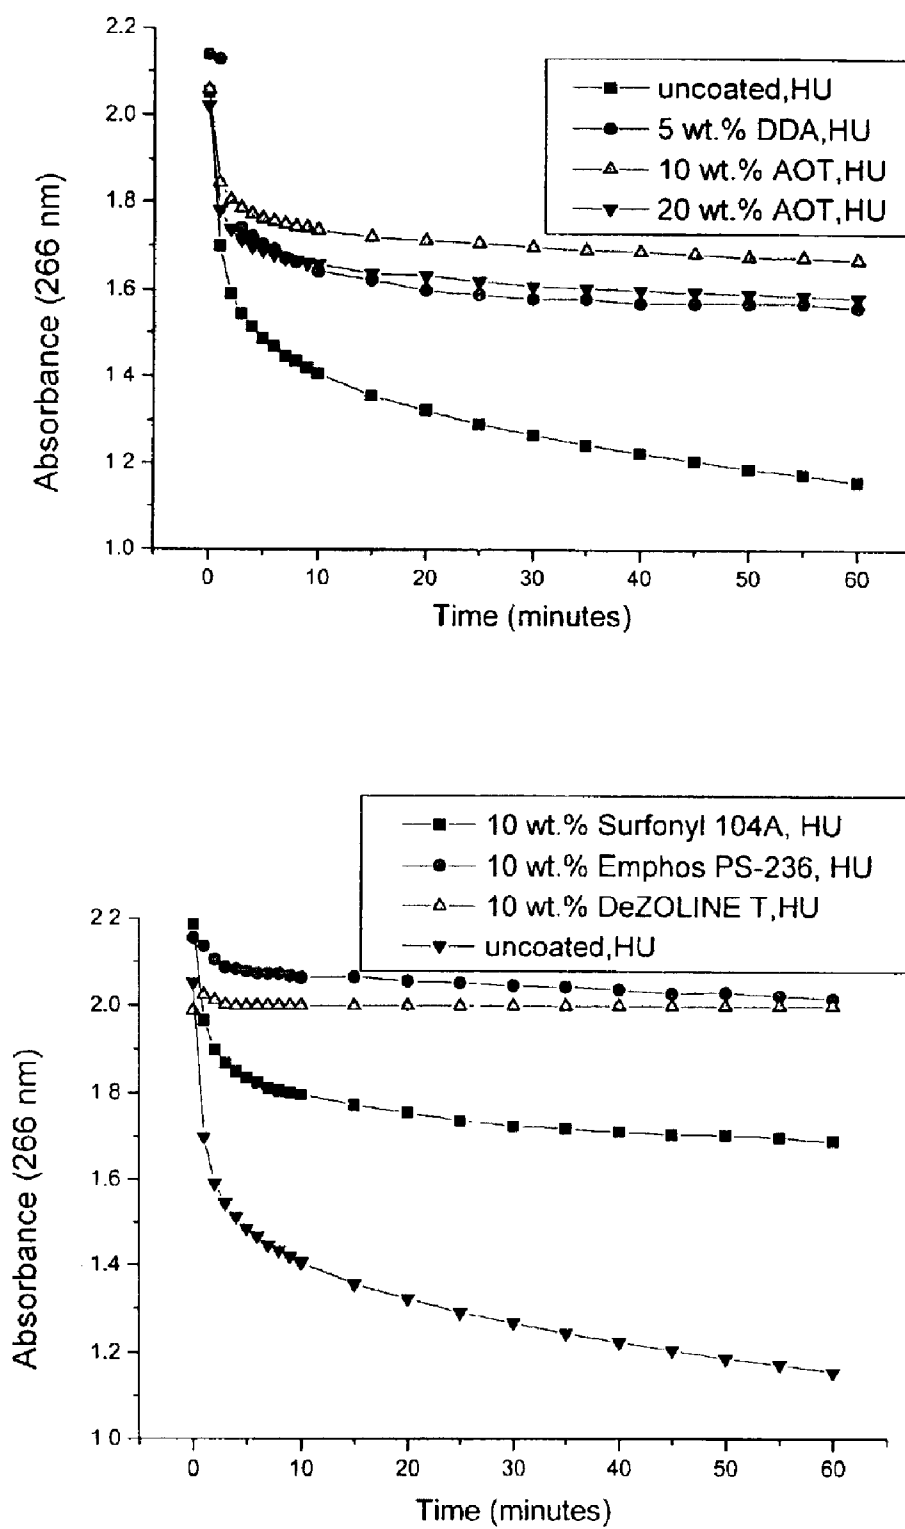 2.2
2.0
1.8
1.6
1.4
1 2
1.0
Absorbance (266 nm)
uncoated,HU
5 wt.% DDA,HU
10 wt.% AOT,HU
20 wt.% AOT,HU
0 10 20 30 40 50 60
Time (minutes)
10 wt.% Surfonyl 104A, HU
10 wt.% Emphos PS-236, HU
10 wt.% DeZOLINE T,HU
uncoated,HU
2 2
2.0
1.8
1.6
1.4
1.2
1 0
Absorbance (266 nm)
0 10 20 30 40 50 60
Time (minutes)